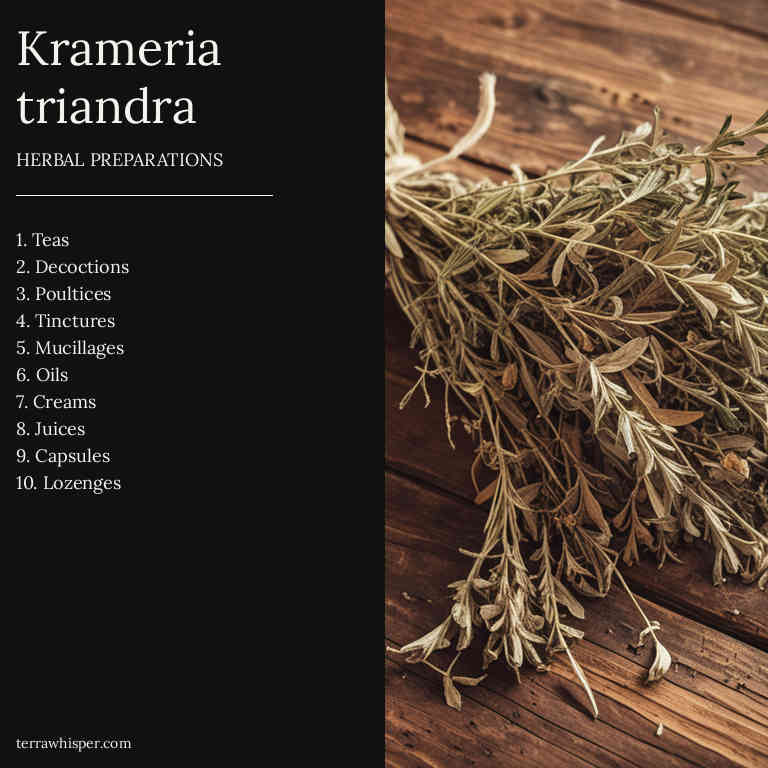 Krameria
triandra
HERBAL PREPARATIONS
1. Teas
2. Decoctions
3. Poultices
4. Tinctures
5. Mucillages
6. Oils
7. Creams
8. Juices
9. Capsules
10. Lozenges
terrawhisper.com